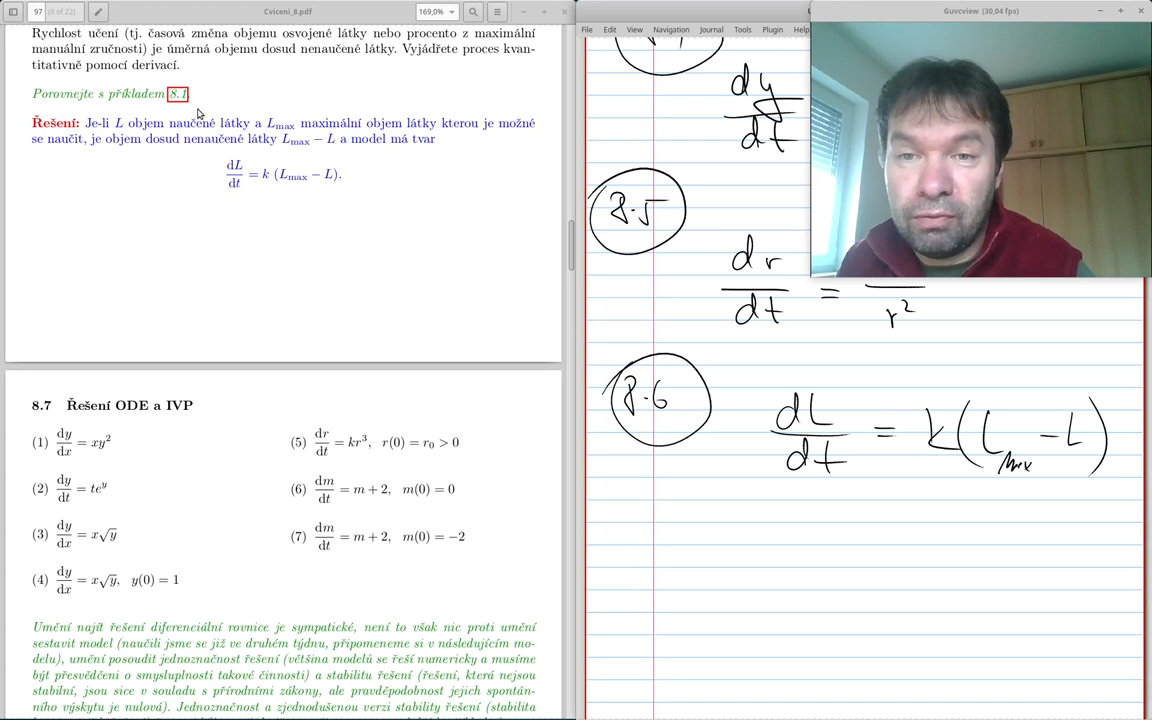 97 (8 of 22) Cviceni_8.pdf 169,0%
Rychlost učení (tj. časová změna objemu osvojené látky nebo procento z maximální
manuální zručnosti) je úměrná objemu dosud nenaučené látky. Vyjádřete proces kvan-
titativně pomocí derivací.
Porovnejte s příkladem 8.1.
Řešení: Je-li L objem naučené látky a Lmax maximální objem látky kterou je možné
se naučit, je objem dosud nenaučené látky Lmax − L a model má tvar
dL/dt = k (Lmax − L).
8.7 Řešení ODE a IVP
(1) dy/dx = xy²
(2) dy/dt = te^y
(3) dy/dx = x√y
(4) dy/dx = x√y, y(0) = 1
(5) dr/dt = kr³, r(0) = r₀ > 0
(6) dm/dt = m + 2, m(0) = 0
(7) dm/dt = m + 2, m(0) = −2
Umění najít řešení diferenciální rovnice je sympatické, není to však nic proti umění
sestavit model (naučili jsme se již ve druhém týdnu, připomeneme si v následujícím mo-
delu), umění posoudit jednoznačnost řešení (většina modelů se řeší numericky a musíme
být přesvědčeni o smysluplnosti takové činnosti) a stabilitu řešení (řešení, která nejsou
stabilní, jsou sice v souladu s přírodními zákony, ale pravděpodobnost jejich spontán-
ního výskytu je nulová). Jednoznačnost a zjednodušenou verzi stability řešení (stabilita
File Edit View Navigation Journal Tools Plugin Help
Guvcview (30,04 fps)
dy
dt
8.5
dr/dt =
r²
8.6
dL/dt = k(Lmax − L)